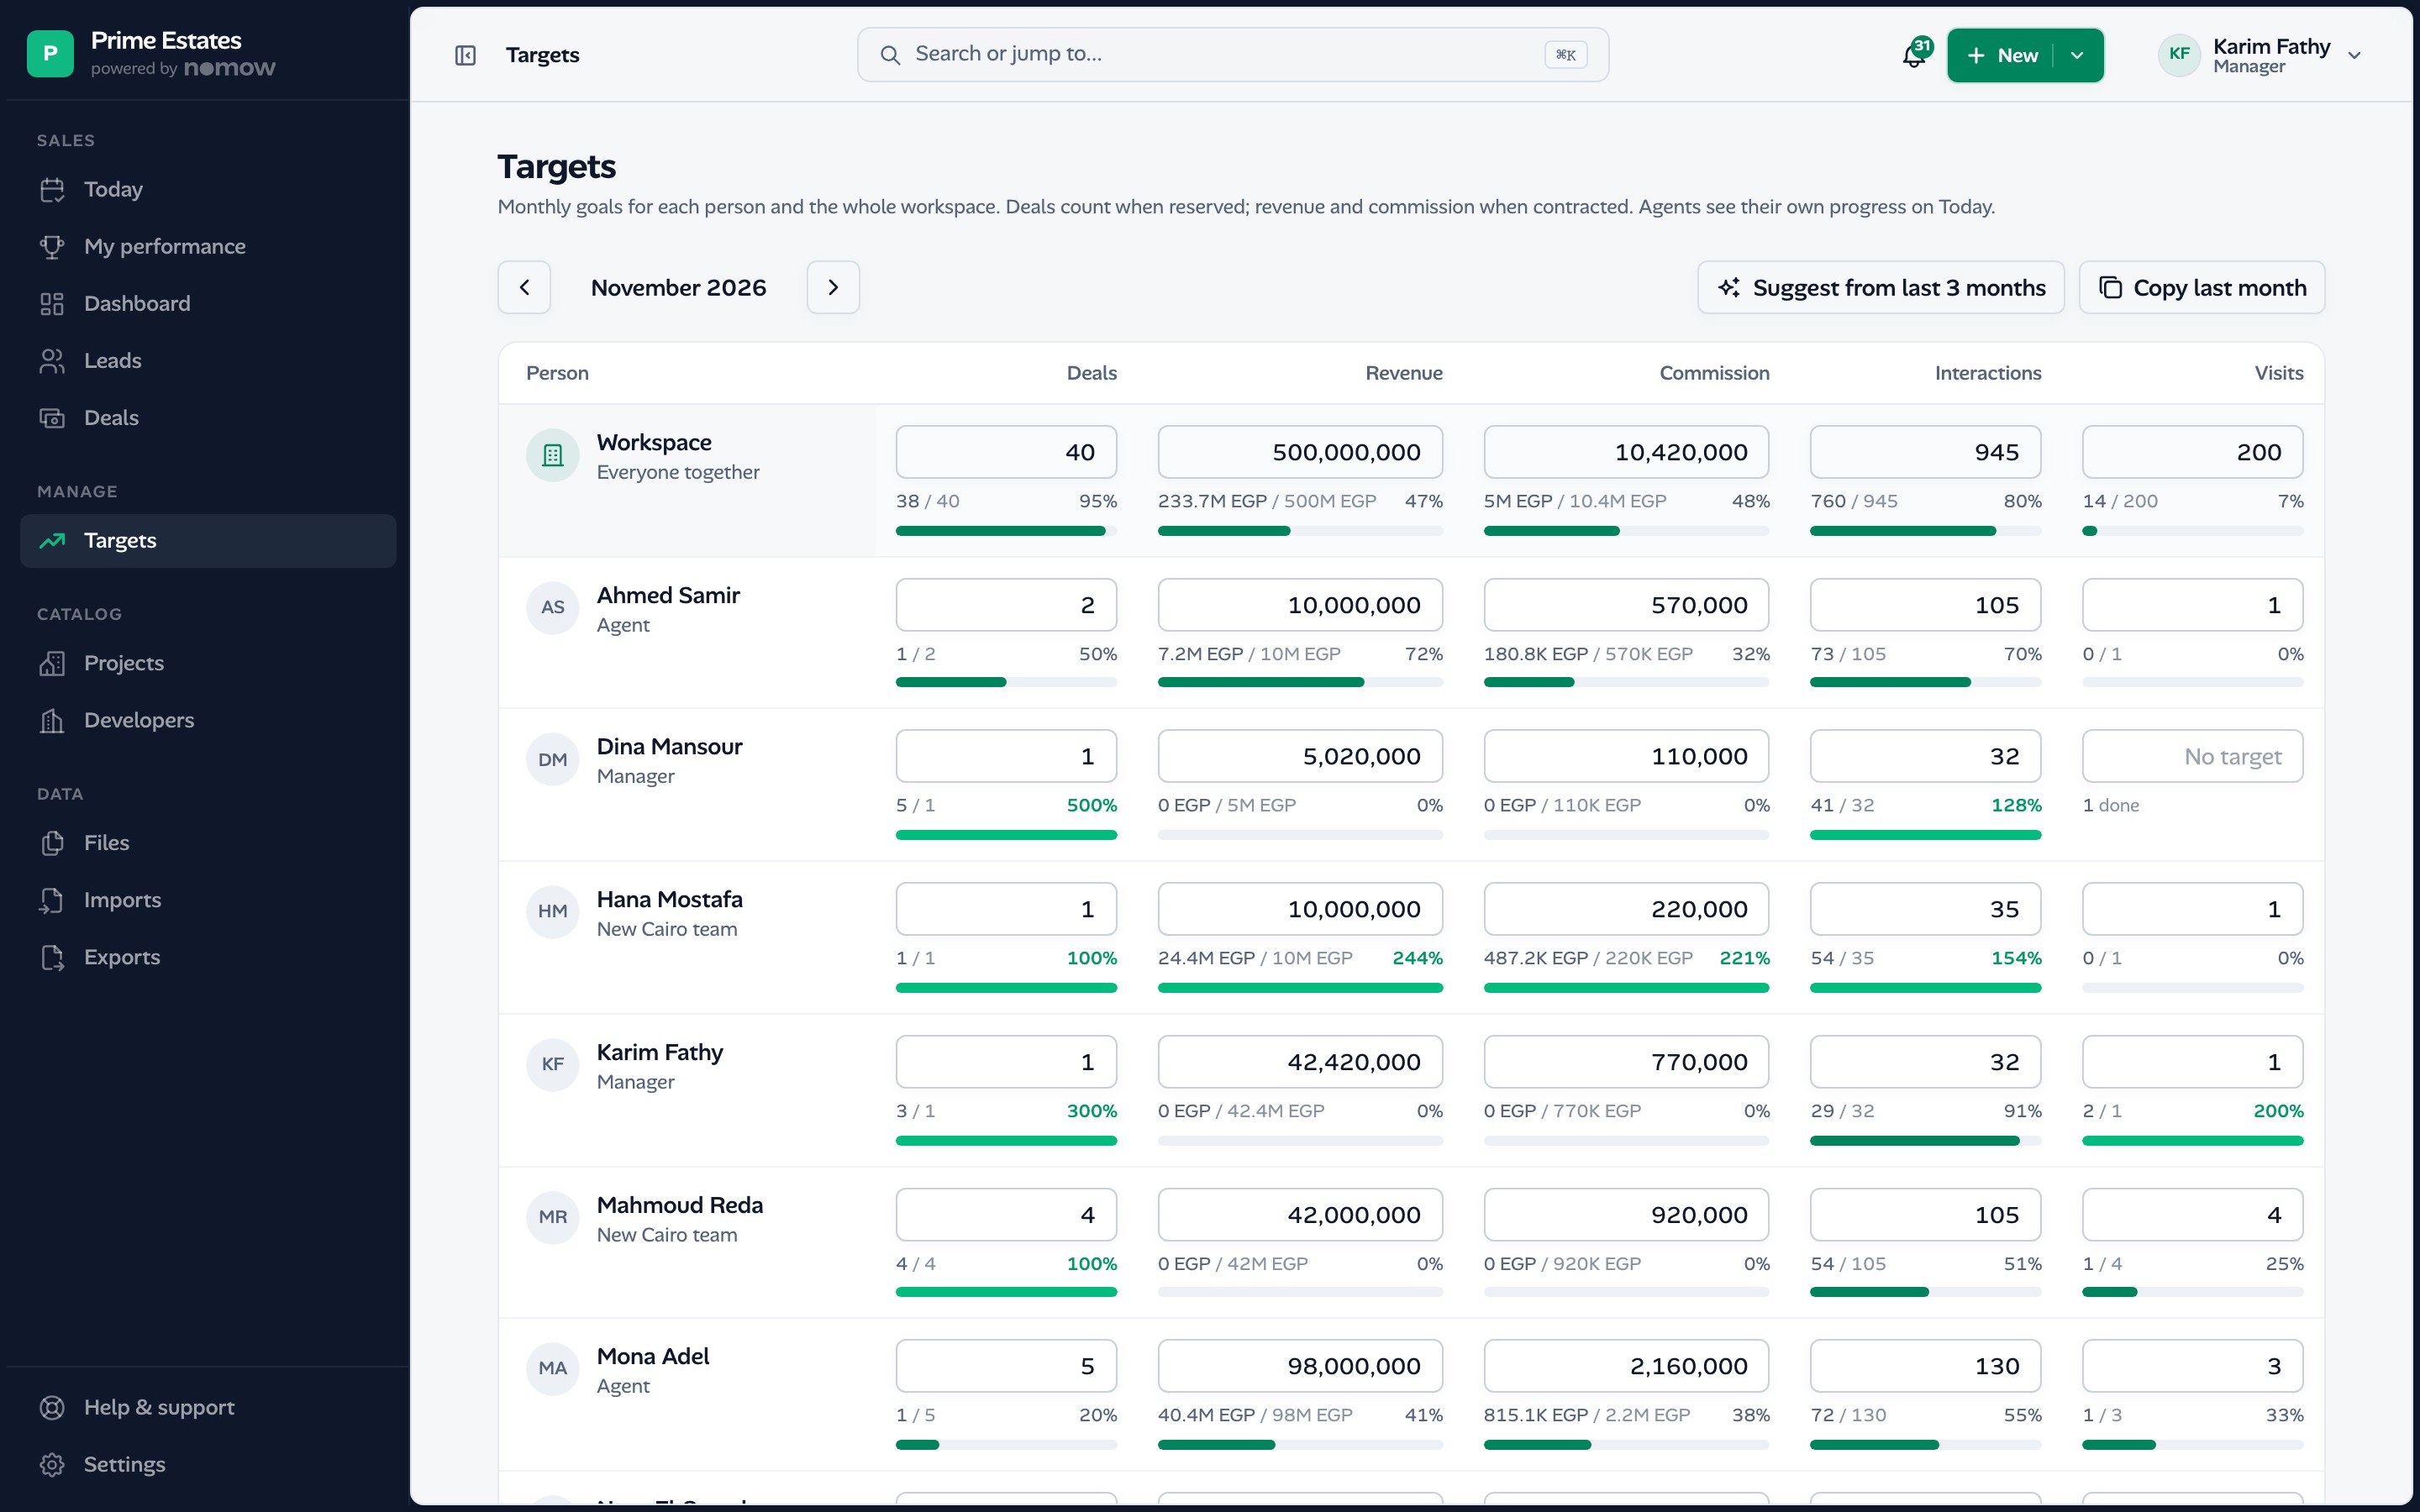 P
Prime Estates
powered by nomow
SALES
Today
My performance
Dashboard
Leads
Deals
MANAGE
Targets
CATALOG
Projects
Developers
DATA
Files
Imports
Exports
Help & support
Settings
Targets
Search or jump to...
⌘K
31
New
KF
Karim Fathy
Manager
Targets
Monthly goals for each person and the whole workspace. Deals count when reserved; revenue and commission when contracted. Agents see their own progress on Today.
November 2026
Suggest from last 3 months
Copy last month
Person Deals Revenue Commission Interactions Visits
Workspace
Everyone together
40 500,000,000 10,420,000 945 200
38 / 40 95% 233.7M EGP / 500M EGP 47% 5M EGP / 10.4M EGP 48% 760 / 945 80% 14 / 200 7%
AS
Ahmed Samir
Agent
2 10,000,000 570,000 105 1
1 / 2 50% 7.2M EGP / 10M EGP 72% 180.8K EGP / 570K EGP 32% 73 / 105 70% 0 / 1 0%
DM
Dina Mansour
Manager
1 5,020,000 110,000 32 No target
5 / 1 500% 0 EGP / 5M EGP 0% 0 EGP / 110K EGP 0% 41 / 32 128% 1 done
HM
Hana Mostafa
New Cairo team
1 10,000,000 220,000 35 1
1 / 1 100% 24.4M EGP / 10M EGP 244% 487.2K EGP / 220K EGP 221% 54 / 35 154% 0 / 1 0%
KF
Karim Fathy
Manager
1 42,420,000 770,000 32 1
3 / 1 300% 0 EGP / 42.4M EGP 0% 0 EGP / 770K EGP 0% 29 / 32 91% 2 / 1 200%
MR
Mahmoud Reda
New Cairo team
4 42,000,000 920,000 105 4
4 / 4 100% 0 EGP / 42M EGP 0% 0 EGP / 920K EGP 0% 54 / 105 51% 1 / 4 25%
MA
Mona Adel
Agent
5 98,000,000 2,160,000 130 3
1 / 5 20% 40.4M EGP / 98M EGP 41% 815.1K EGP / 2.2M EGP 38% 72 / 130 55% 1 / 3 33%